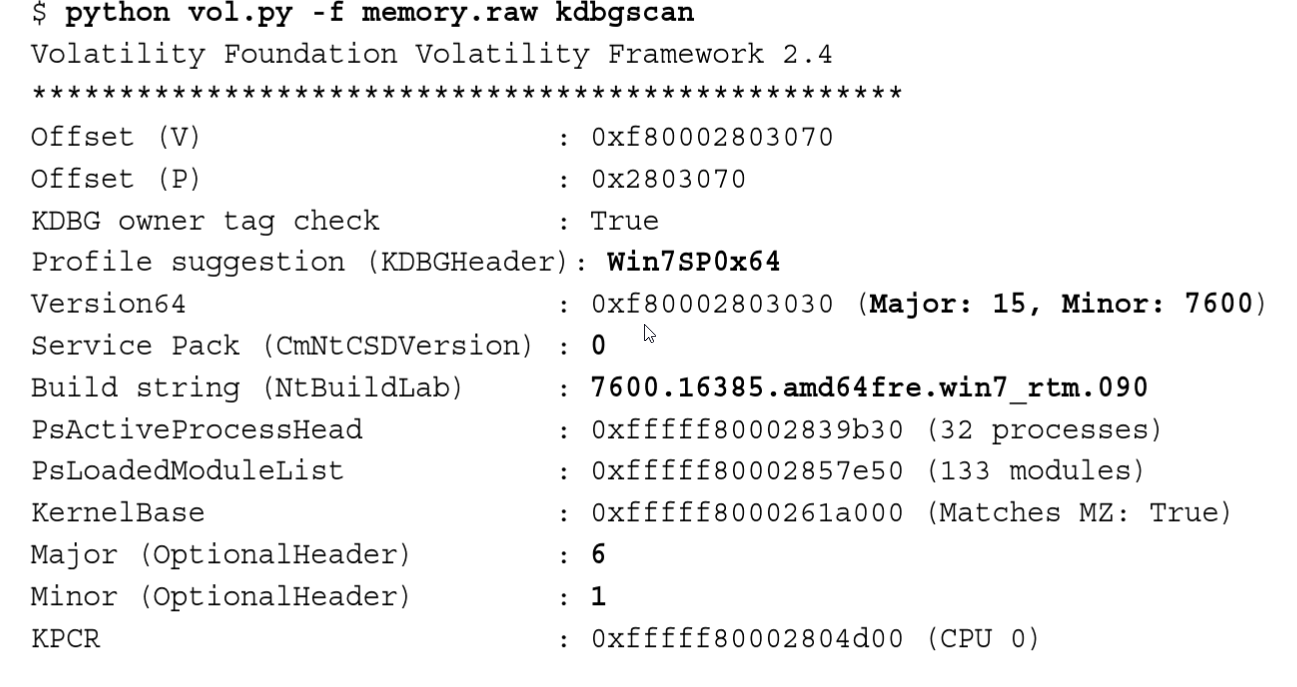 $ python vol.py -f memory.raw kdbgscan
Volatility Foundation Volatility Framework 2.4
**************************************************
Offset (V) : 0xf80002803070
Offset (P) : 0x2803070
KDBG owner tag check : True
Profile suggestion (KDBGHeader): Win7SP0x64
Version64 : 0xf80002803030 (Major: 15, Minor: 7600)
Service Pack (CmNtCSDVersion) : 0
Build string (NtBuildLab) : 7600.16385.amd64fre.win7_rtm.090
PsActiveProcessHead : 0xfffff80002839b30 (32 processes)
PsLoadedModuleList : 0xfffff80002857e50 (133 modules)
KernelBase : 0xfffff8000261a000 (Matches MZ: True)
Major (OptionalHeader) : 6
Minor (OptionalHeader) : 1
KPCR : 0xfffff80002804d00 (CPU 0)